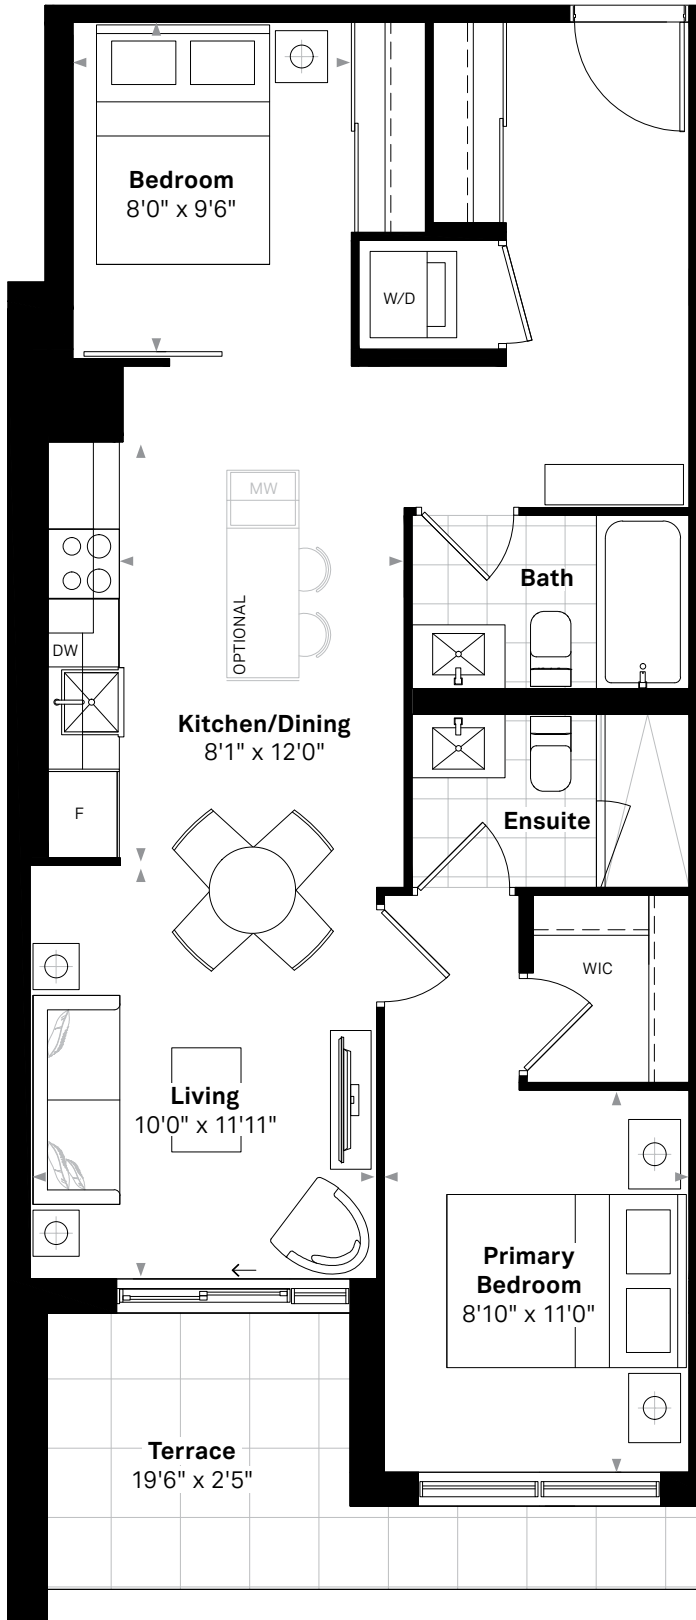 Bedroom
8'0" x 9'6"
W/D
MW
OPTIONAL
Bath
DW
Kitchen/Dining
8'1" x 12'0"
F
Ensuite
WIC
Living
10'0" x 11'11"
Primary
Bedroom
8'10" x 11'0"
Terrace
19'6" x 2'5"